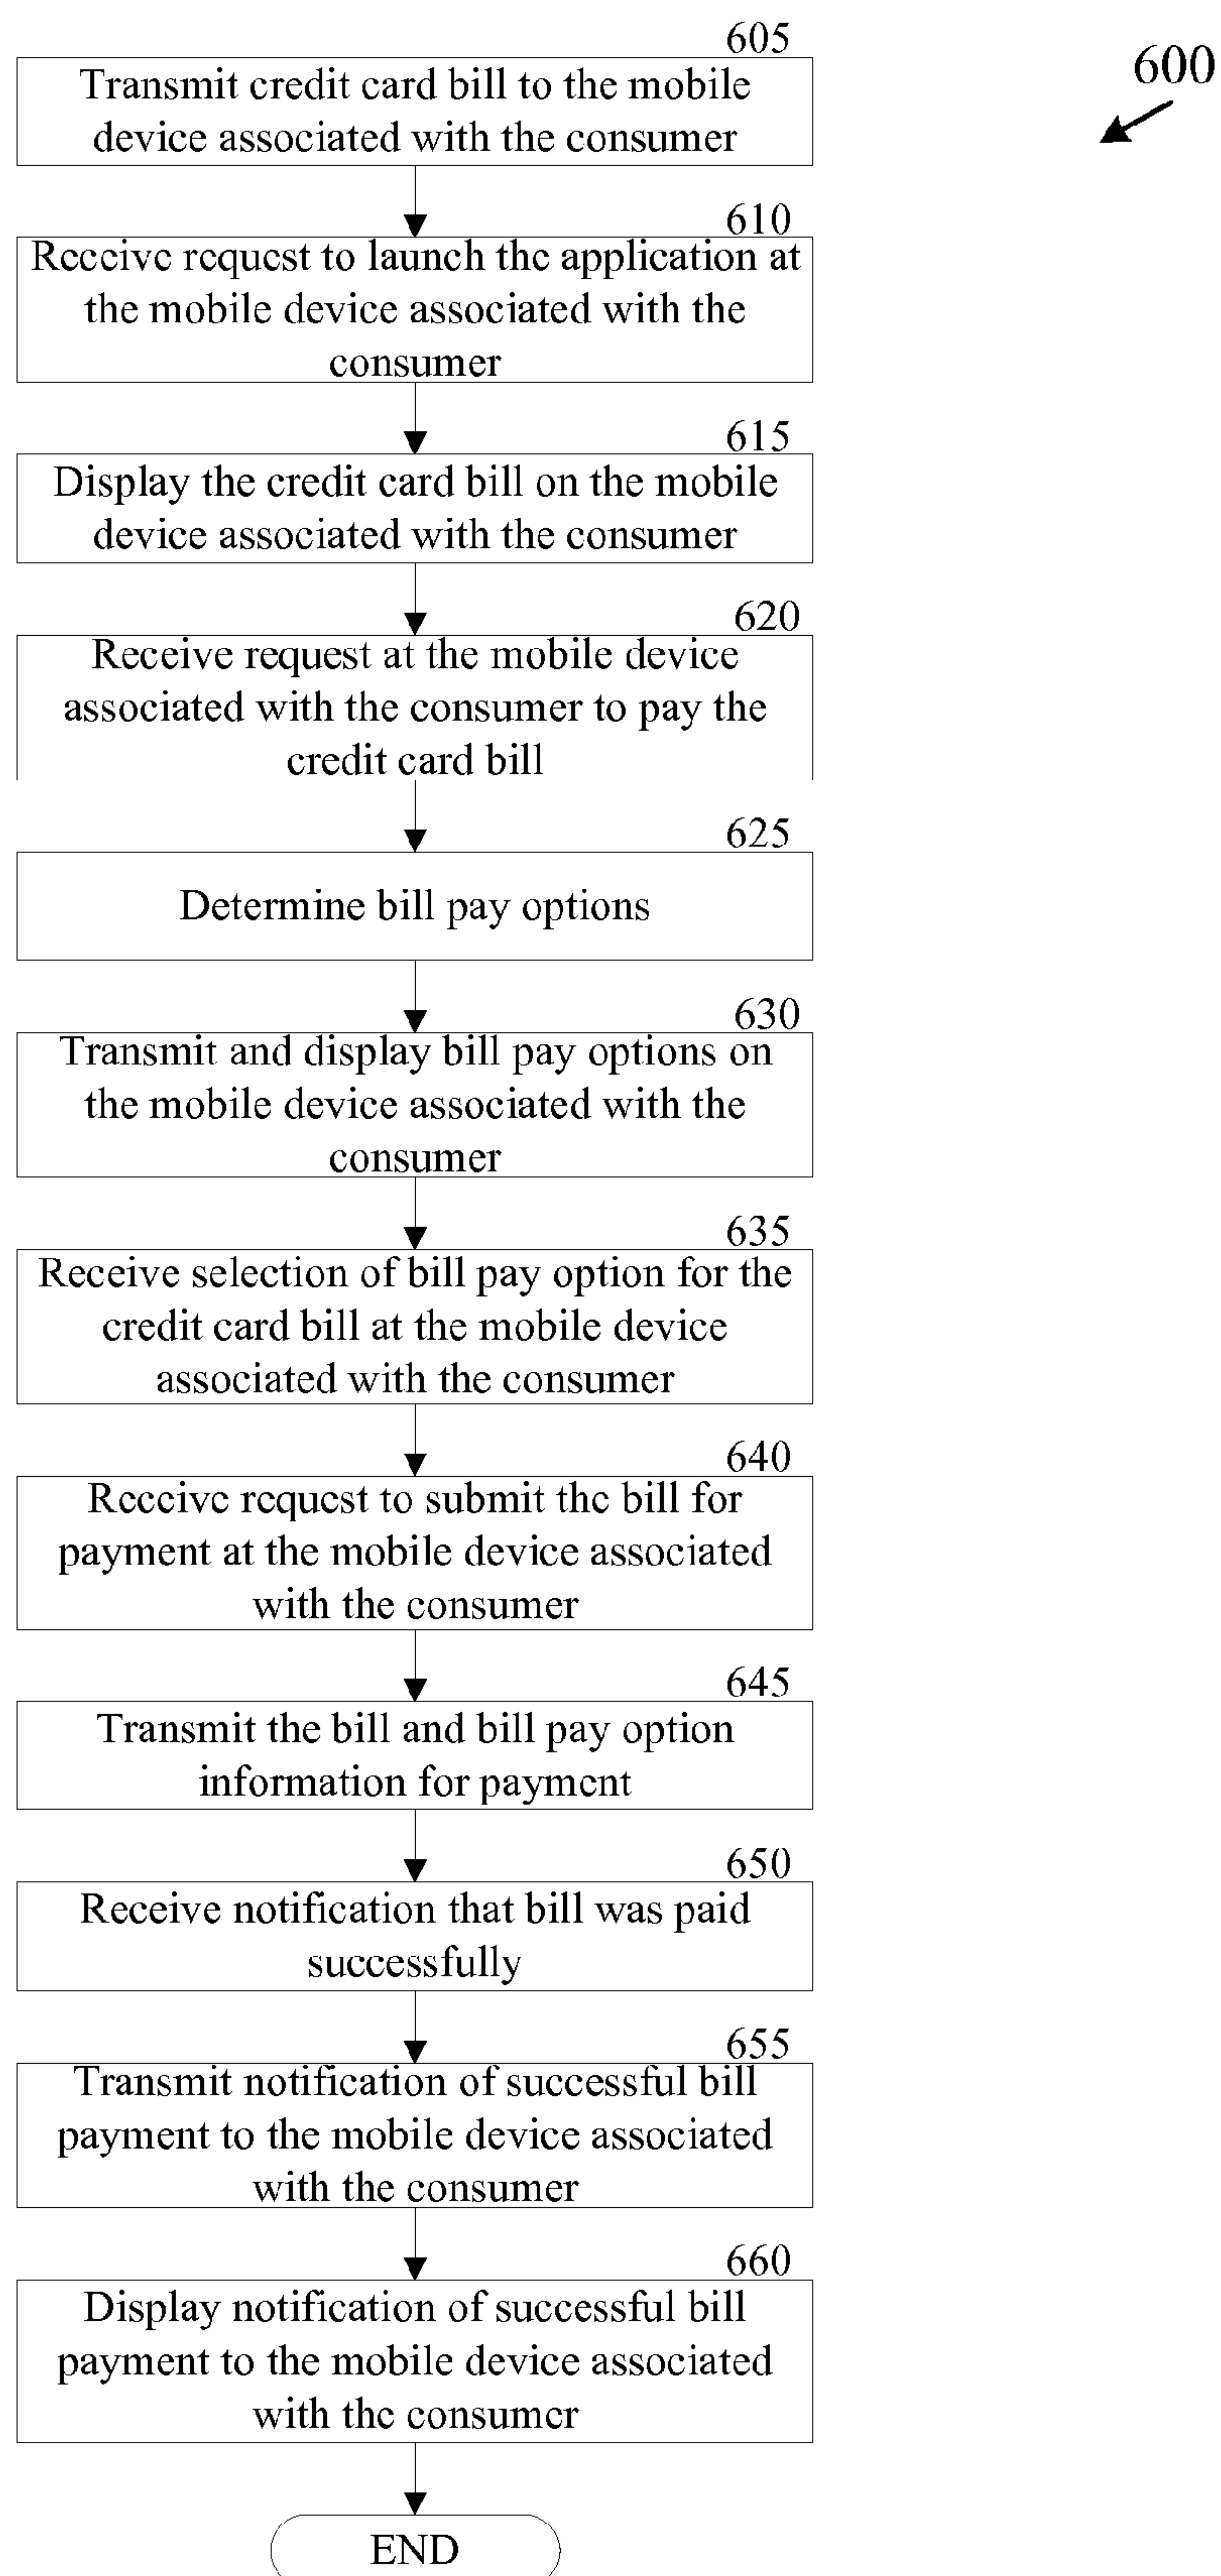 605
600
Transmit credit card bill to the mobile
device associated with the consumer
610
Receive request to launch the application at
the mobile device associated with the
consumer
615
Display the credit card bill on the mobile
device associated with the consumer
620
Receive request at the mobile device
associated with the consumer to pay the
credit card bill
625
Determine bill pay options
630
Transmit and display bill pay options on
the mobile device associated with the
consumer
635
Receive selection of bill pay option for the
credit card bill at the mobile device
associated with the consumer
640
Receive request to submit the bill for
payment at the mobile device associated
with the consumer
645
Transmit the bill and bill pay option
information for payment
650
Receive notification that bill was paid
successfully
655
Transmit notification of successful bill
payment to the mobile device associated
with the consumer
660
Display notification of successful bill
payment to the mobile device associated
with the consumer
END